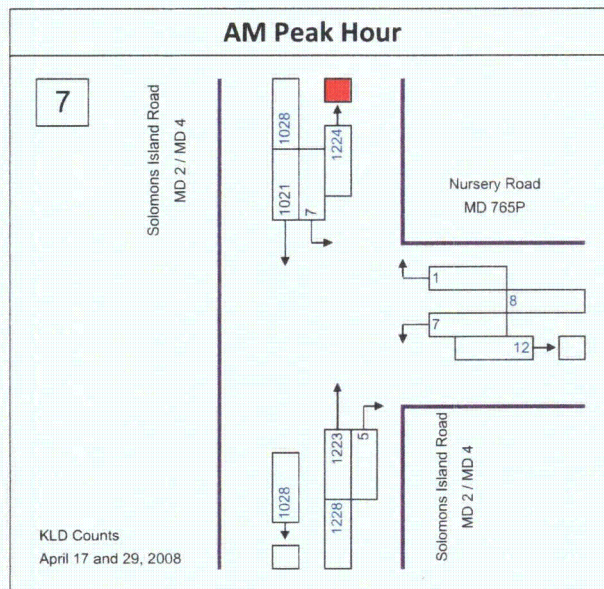 AM Peak Hour
7
Solomons Island Road
MD 2 / MD 4
1028
1224
1021
7
Nursery Road
MD 765P
1
8
7
12
1223
5
1028
1228
Solomons Island Road
MD 2 / MD 4
KLD Counts
April 17 and 29, 2008